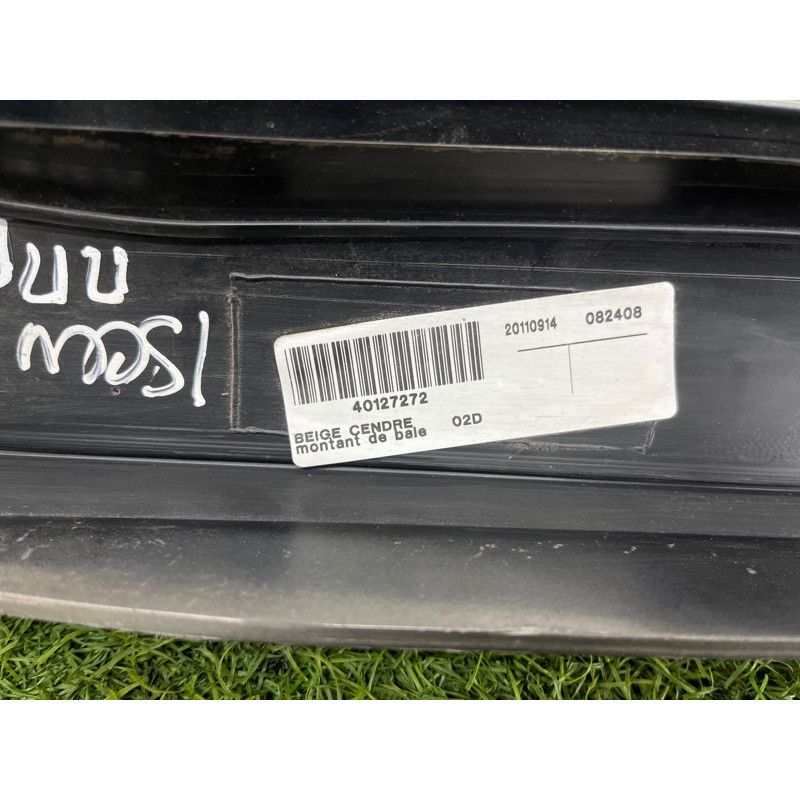 20110914 082408
40127272
BEIGE CENDRE 02D
montant de baie